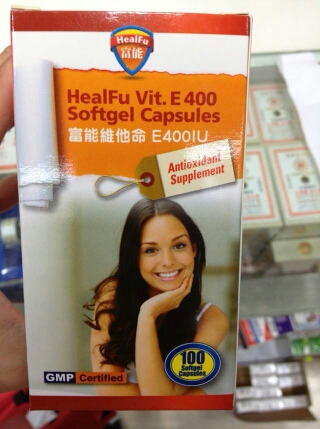 HealFu
富能
HealFu Vit. E 400
Softgel Capsules
富能維他命 E400IU
Antioxidant
Supplement
100
Softgel
Capsules
GMP Certified